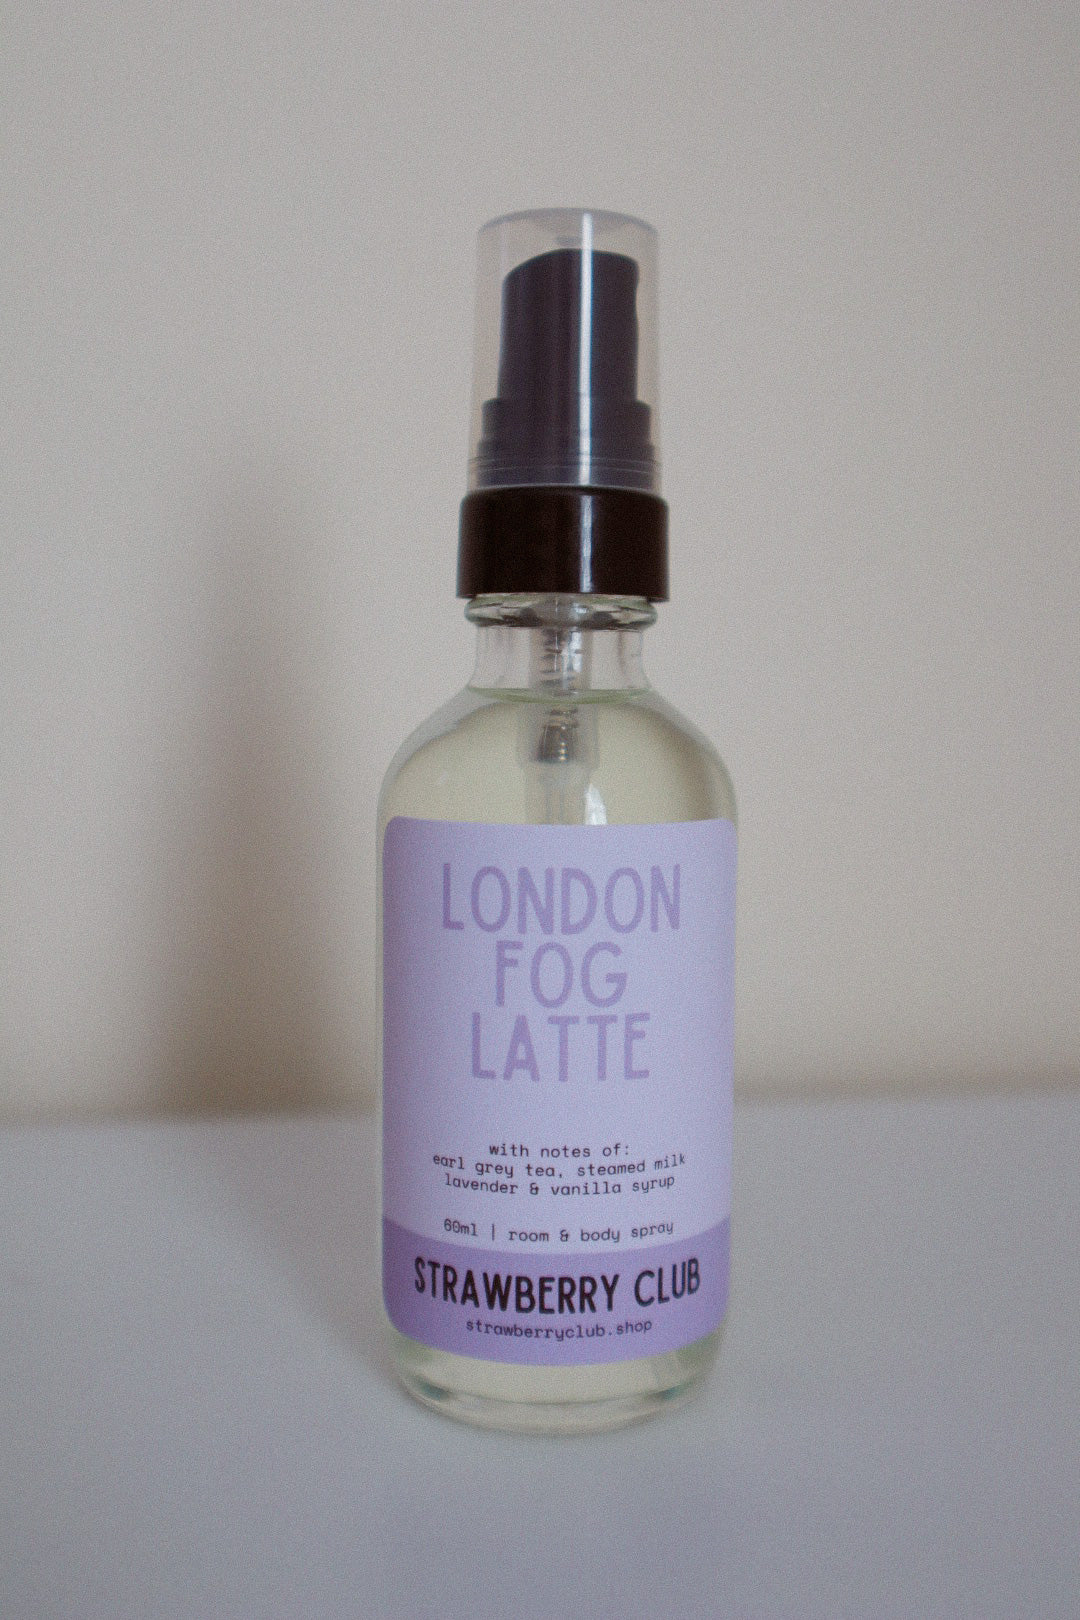 LONDON
FOG
LATTE
with notes of:
earl grey tea, steamed milk
lavender & vanilla syrup
60ml | room & body spray
STRAWBERRY CLUB
strawberryclub.shop